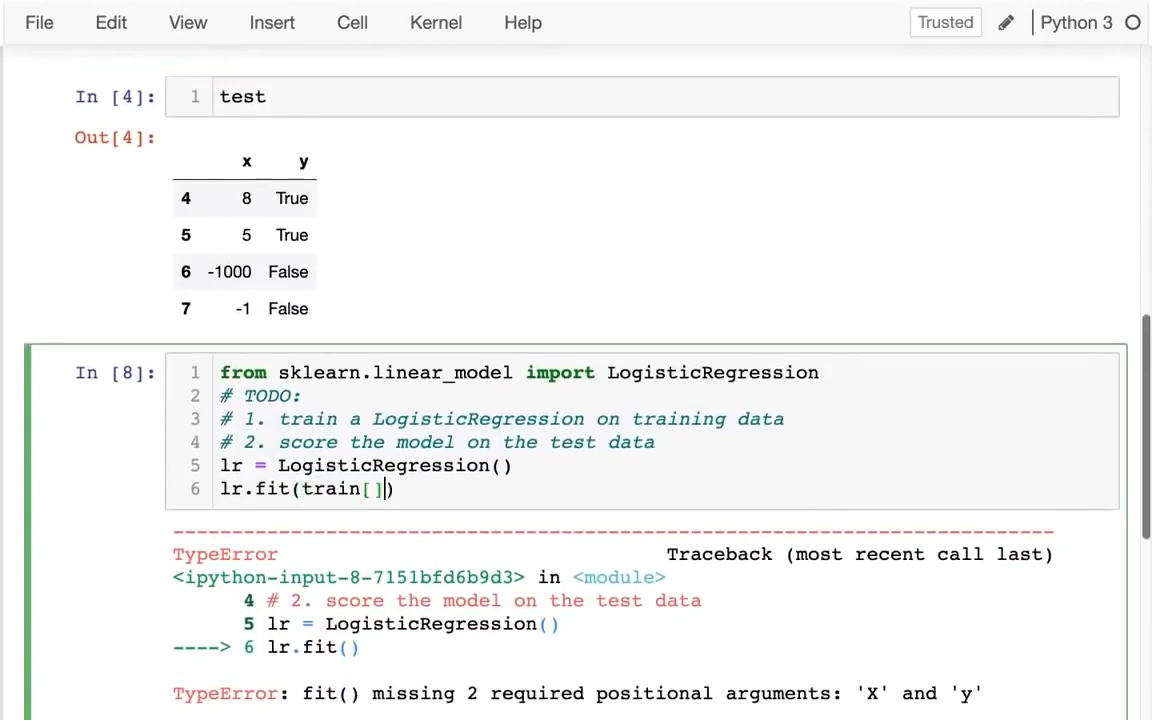 File Edit View Insert Cell Kernel Help Trusted Python 3
In [4]: 1 test
Out[4]:
x y
4 8 True
5 5 True
6 -1000 False
7 -1 False
In [8]: 1 from sklearn.linear_model import LogisticRegression
2 # TODO:
3 # 1. train a LogisticRegression on training data
4 # 2. score the model on the test data
5 lr = LogisticRegression()
6 lr.fit(train[])
---------------------------------------------------------------------------
TypeError Traceback (most recent call last)
<ipython-input-8-7151bfd6b9d3> in <module>
4 # 2. score the model on the test data
5 lr = LogisticRegression()
----> 6 lr.fit()
TypeError: fit() missing 2 required positional arguments: 'X' and 'y'